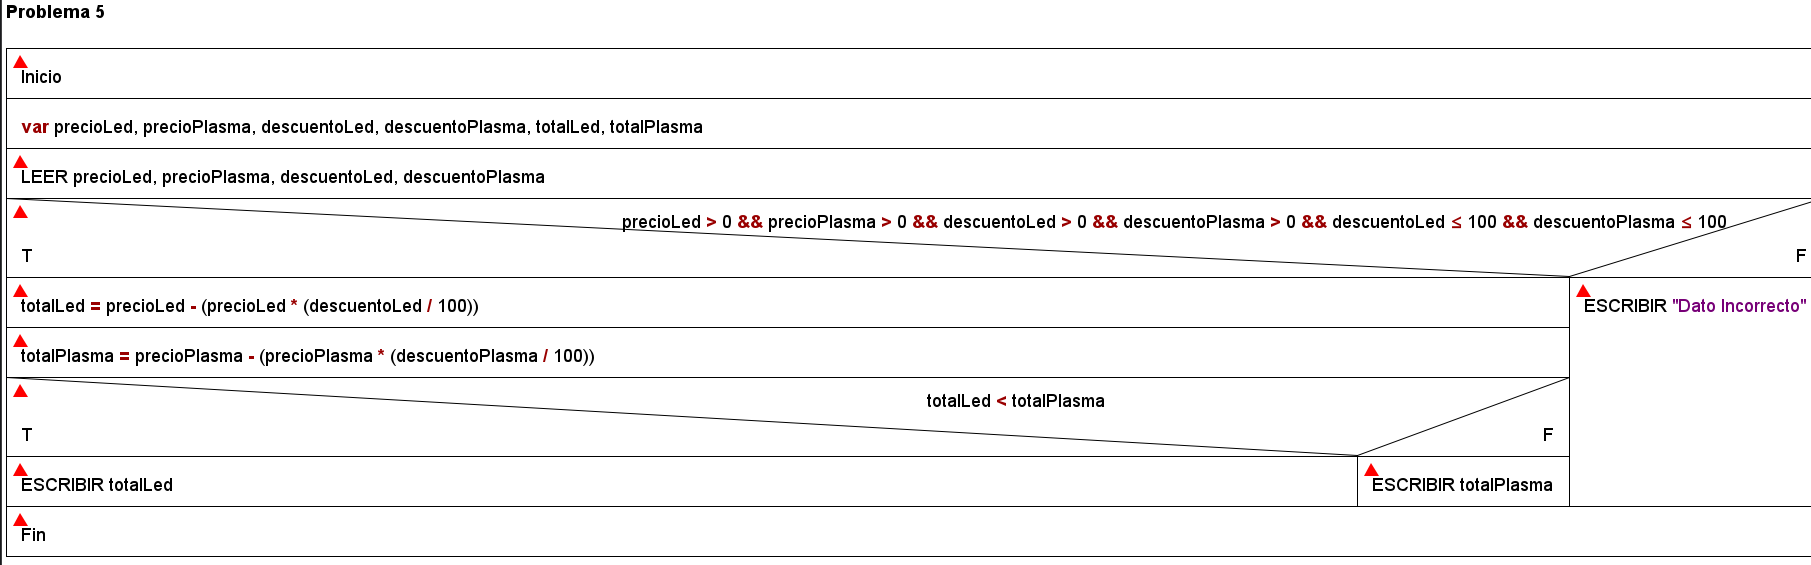 Problema 5
Inicio
var precioLed, precioPlasma, descuentoLed, descuentoPlasma, totalLed, totalPlasma
LEER precioLed, precioPlasma, descuentoLed, descuentoPlasma
precioLed > 0 && precioPlasma > 0 && descuentoLed > 0 && descuentoPlasma > 0 && descuentoLed ≤ 100 && descuentoPlasma ≤ 100
T
F
totalLed = precioLed - (precioLed * (descuentoLed / 100))
ESCRIBIR "Dato Incorrecto"
totalPlasma = precioPlasma - (precioPlasma * (descuentoPlasma / 100))
totalLed < totalPlasma
T
F
ESCRIBIR totalLed
ESCRIBIR totalPlasma
Fin